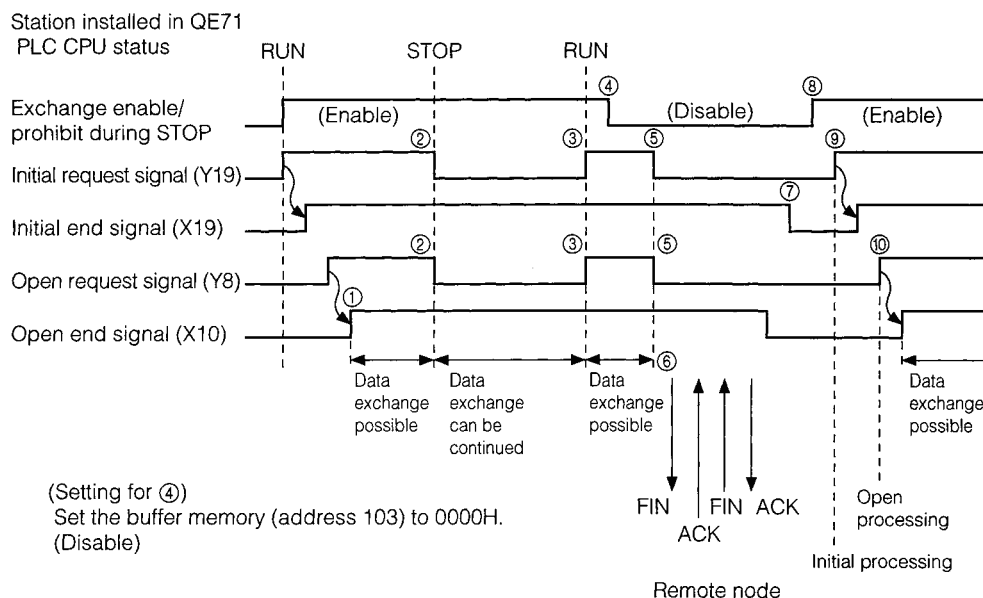 Station installed in QE71
PLC CPU status
RUN STOP RUN
④ ⑧
Exchange enable/
prohibit during STOP
(Enable) (Disable) (Enable)
② ③ ⑤ ⑨
Initial request signal (Y19)
⑦
Initial end signal (X19)
② ③ ⑤ ⑩
Open request signal (Y8)
①
Open end signal (X10)
⑥
Data
exchange
possible
Data
exchange
can be
continued
Data
exchange
possible
Data
exchange
possible
FIN FIN ACK
ACK
Open
processing
Initial processing
(Setting for ④)
Set the buffer memory (address 103) to 0000H.
(Disable)
Remote node